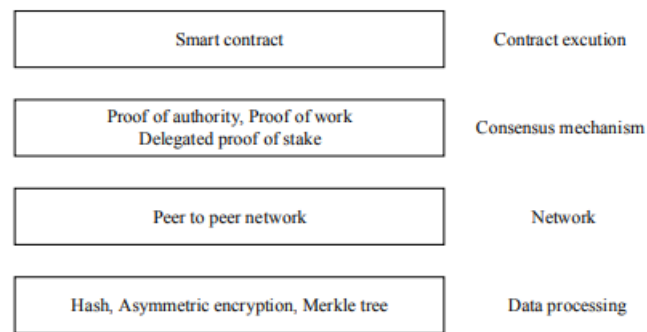 Smart contract
Contract excution
Proof of authority, Proof of work
Delegated proof of stake
Consensus mechanism
Peer to peer network
Network
Hash, Asymmetric encryption, Merkle tree
Data processing